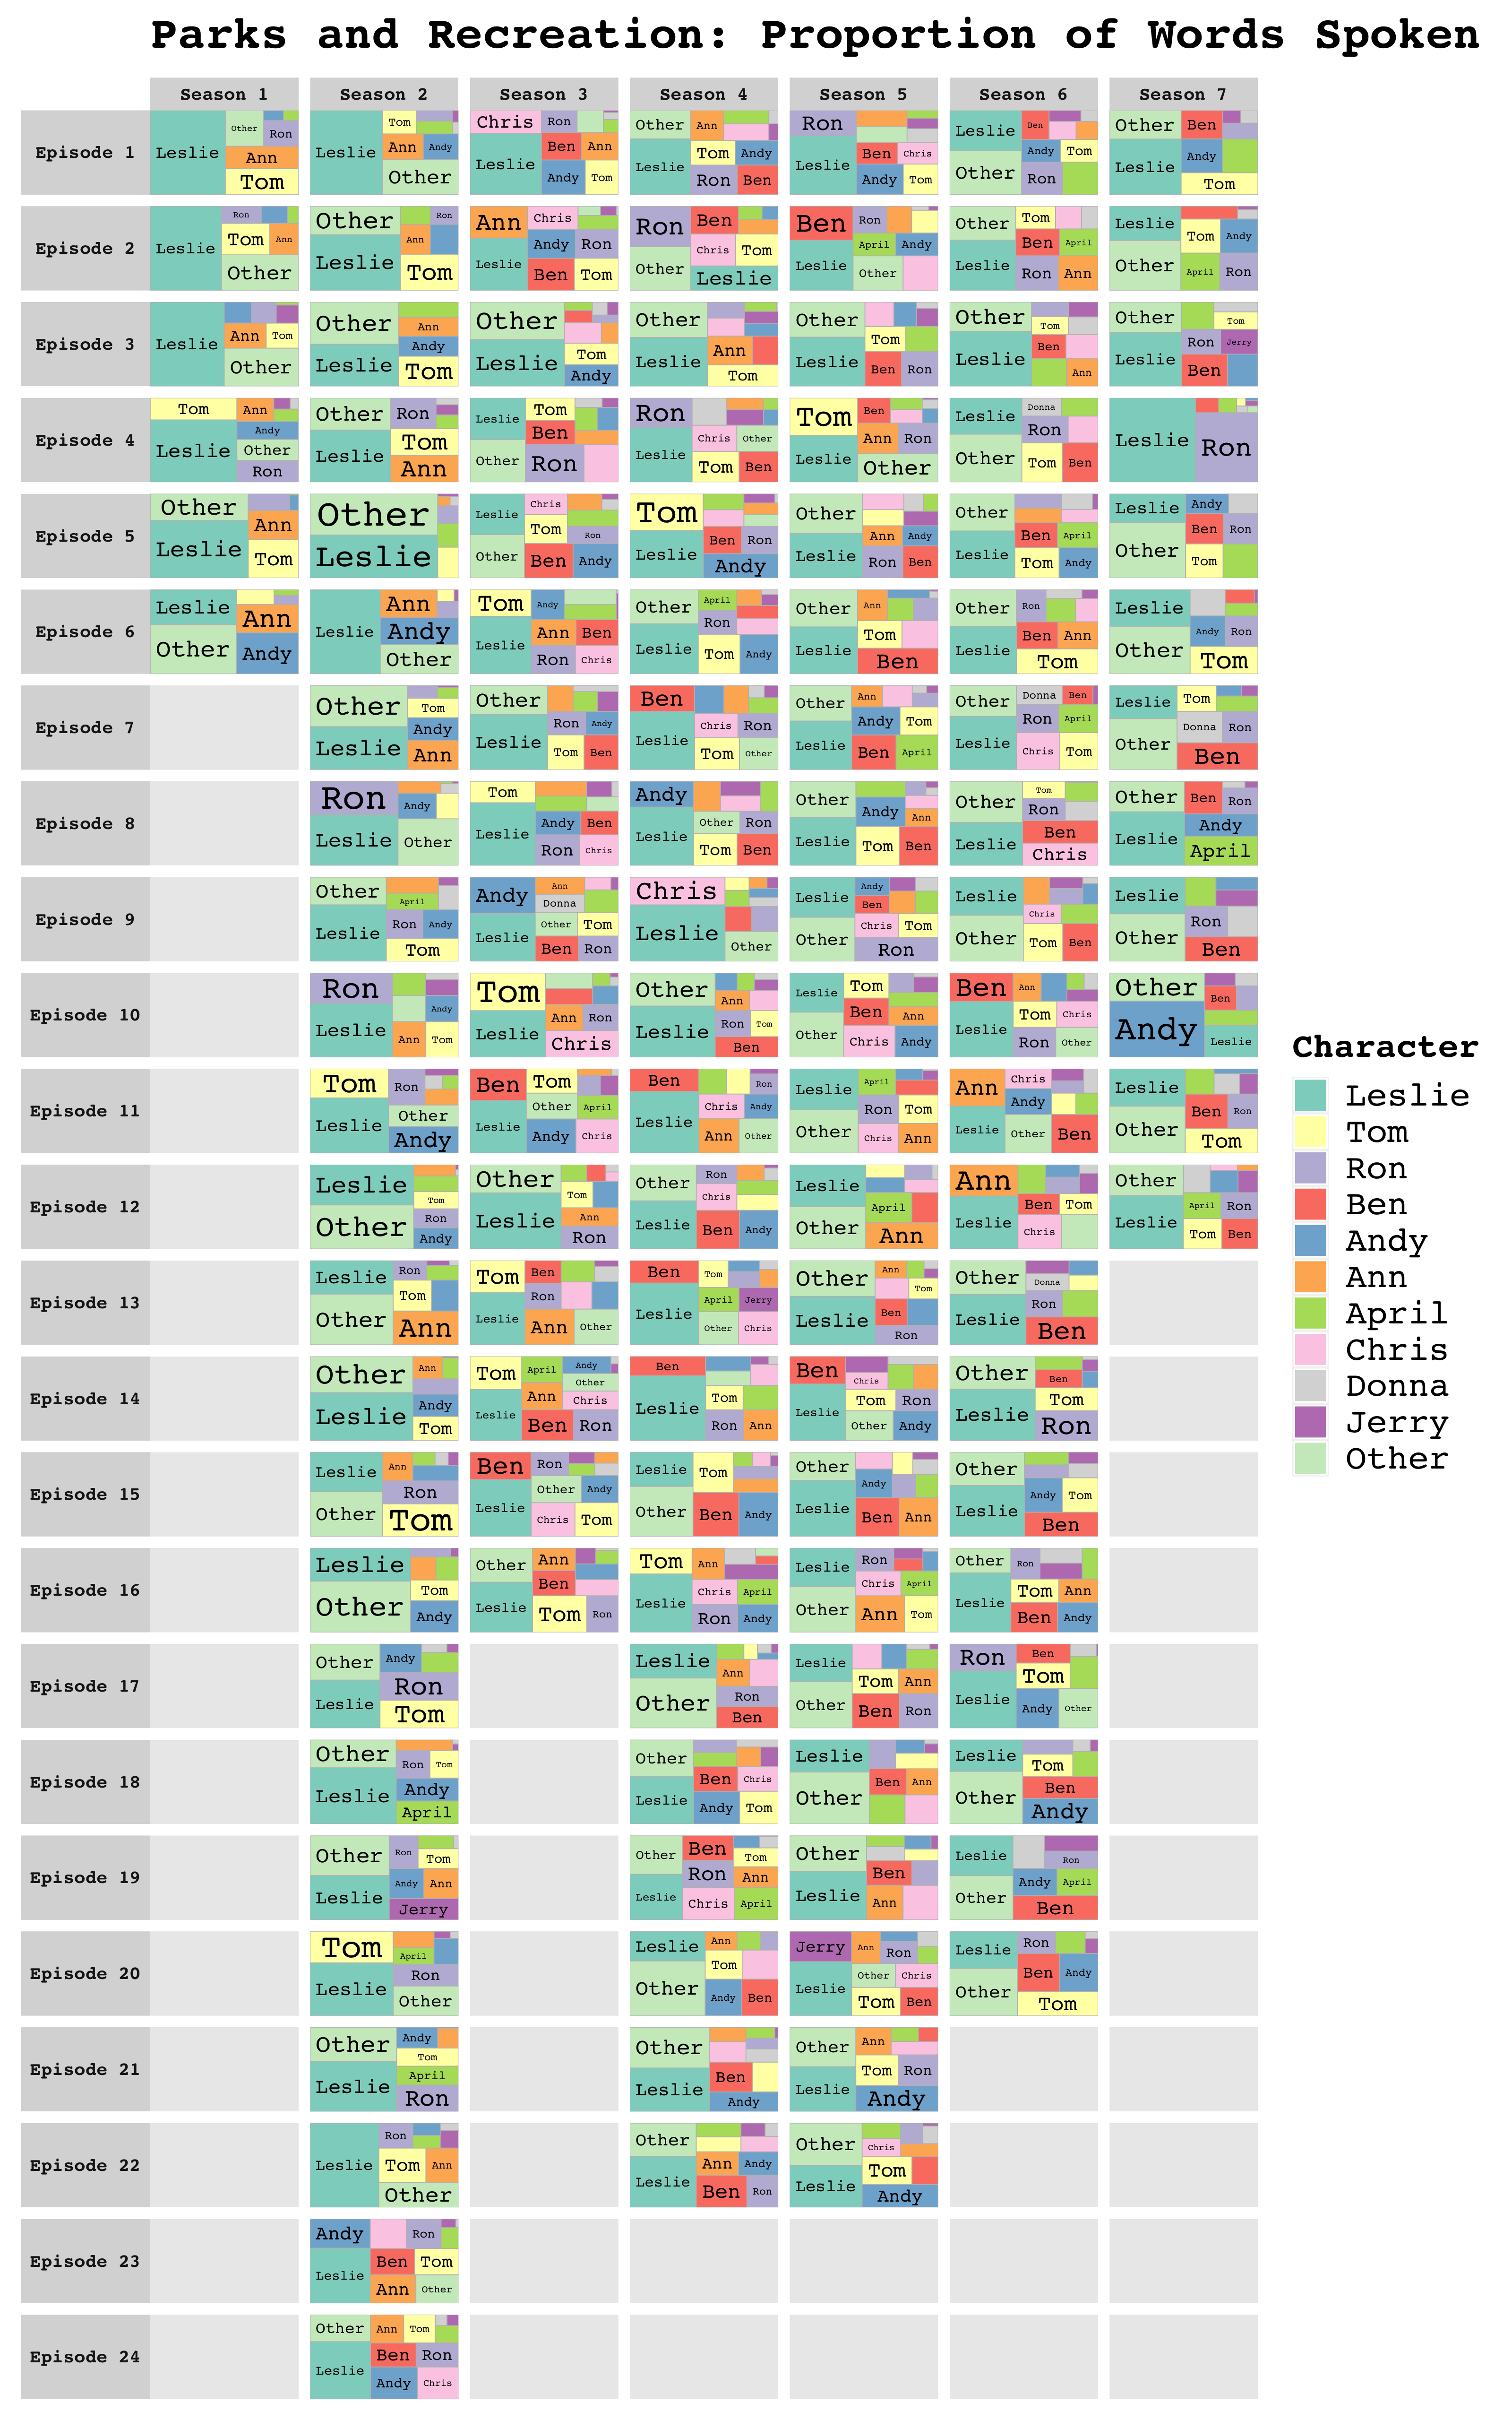 Parks and Recreation: Proportion of Words Spoken
Season 1 Season 2 Season 3 Season 4 Season 5 Season 6 Season 7
Episode 1
Other Ron Leslie Ann Tom
Tom Leslie Ann Andy Other
Chris Ron Leslie Ben Ann Andy Tom
Other Ann Leslie Tom Andy Ron Ben
Ron Leslie Ben Chris Andy Tom
Leslie Ben Andy Tom Other Ron
Other Ben Leslie Andy Tom
Episode 2
Ron Leslie Tom Ann Other
Other Ron Ann Leslie Tom
Ann Chris Andy Ron Leslie Ben Tom
Ron Ben Chris Tom Other Leslie
Ben Ron April Andy Leslie Other
Other Tom Ben April Leslie Ron Ann
Leslie Tom Andy Other April Ron
Episode 3
Leslie Ann Tom Other
Other Ann Andy Leslie Tom
Other Leslie Tom Andy
Other Leslie Ann Tom
Other Tom Leslie Ben Ron
Other Tom Leslie Ben Ann
Other Tom Leslie Ron Jerry Ben
Episode 4
Tom Ann Leslie Andy Other Ron
Other Ron Leslie Tom Ann
Leslie Tom Ben Other Ron
Ron Leslie Chris Other Tom Ben
Tom Ben Ann Ron Leslie Other
Leslie Donna Ron Other Tom Ben
Leslie Ron
Episode 5
Other Ann Leslie Tom
Other Leslie
Leslie Chris Tom Ron Other Ben Andy
Tom Leslie Ben Ron Andy
Other Leslie Ann Andy Ron Ben
Other Ben April Leslie Tom Andy
Leslie Andy Ben Ron Other Tom
Episode 6
Leslie Ann Other Andy
Leslie Ann Andy Other
Tom Andy Leslie Ann Ben Ron Chris
Other April Ron Leslie Tom Andy
Other Ann Leslie Tom Ben
Other Ron Leslie Ben Ann Tom
Leslie Andy Ron Other Tom
Episode 7
Other Tom Andy Leslie Ann
Other Ron Andy Leslie Tom Ben
Ben Chris Ron Leslie Tom Other
Other Ann Andy Tom Leslie Ben April
Other Donna Ben Ron April Leslie Chris Tom
Leslie Tom Donna Ron Other Ben
Episode 8
Ron Andy Leslie Other
Tom Leslie Andy Ben Ron Chris
Andy Leslie Other Ron Tom Ben
Other Andy Ann Leslie Tom Ben
Other Tom Ron Leslie Ben Chris
Other Ben Ron Leslie Andy April
Episode 9
Other April Leslie Ron Andy Tom
Andy Ann Donna Leslie Other Tom Ben Ron
Chris Leslie Other
Leslie Andy Ben Other Chris Tom Ron
Leslie Chris Other Tom Ben
Leslie Ron Other Ben
Episode 10
Ron Andy Leslie Ann Tom
Tom Leslie Ann Ron Chris
Other Ann Leslie Ron Tom Ben
Leslie Tom Ben Ann Other Chris Andy
Ben Ann Leslie Tom Chris Ron Other
Other Ben Andy Leslie
Episode 11
Tom Ron Leslie Other Andy
Ben Tom Leslie Other April Andy Chris
Ben Ron Leslie Chris Andy Ann Other
Leslie April Ron Tom Other Chris Ann
Ann Chris Andy Leslie Other Ben
Leslie Ben Ron Other Tom
Episode 12
Leslie Tom Other Ron Andy
Other Tom Leslie Ann Ron
Other Ron Chris Leslie Ben Andy
Leslie April Other Ann
Ann Ben Tom Leslie Chris
Other April Ron Leslie Tom Ben
Episode 13
Leslie Ron Tom Other Ann
Tom Ben Ron Leslie Ann Other
Ben Tom Leslie April Jerry Other Chris
Other Ann Tom Leslie Ben Ron
Other Donna Leslie Ron Ben
Episode 14
Other Ann Leslie Andy Tom
Tom April Andy Other Leslie Ann Chris Ben Ron
Ben Leslie Tom Ron Ann
Ben Chris Leslie Tom Ron Other Andy
Other Ben Leslie Tom Ron
Episode 15
Leslie Ann Ron Other Tom
Ben Ron Leslie Other Andy Chris Tom
Leslie Tom Other Ben Andy
Other Andy Leslie Ben Ann
Other Leslie Andy Tom Ben
Episode 16
Leslie Tom Other Andy
Other Ann Ben Leslie Tom Ron
Tom Ann Leslie Chris April Ron Andy
Leslie Ron Chris April Other Ann Tom
Other Ron Leslie Tom Ann Ben Andy
Episode 17
Other Andy Ron Leslie Tom
Leslie Ann Other Ron Ben
Leslie Tom Ann Other Ben Ron
Ron Ben Leslie Tom Andy Other
Episode 18
Other Ron Tom Leslie Andy April
Other Ben Chris Leslie Andy Tom
Leslie Ben Ann Other
Leslie Tom Other Ben Andy
Episode 19
Other Ron Tom Leslie Andy Ann Jerry
Other Ben Tom Ron Ann Leslie Chris April
Other Ben Leslie Ann
Leslie Ron Other Andy April Ben
Episode 20
Tom April Leslie Ron Other
Leslie Ann Tom Other Andy Ben
Jerry Ann Ron Leslie Other Chris Tom Ben
Leslie Ron Ben Andy Other Tom
Episode 21
Other Andy Tom Leslie April Ron
Other Leslie Ben Andy
Other Ann Tom Ron Leslie Andy
Episode 22
Ron Leslie Tom Ann Other
Other Ann Andy Leslie Ben Ron
Other Chris Leslie Tom Andy
Episode 23
Andy Ron Leslie Ben Tom Ann Other
Episode 24
Other Ann Tom Leslie Ben Ron Andy Chris
Character
Leslie
Tom
Ron
Ben
Andy
Ann
April
Chris
Donna
Jerry
Other